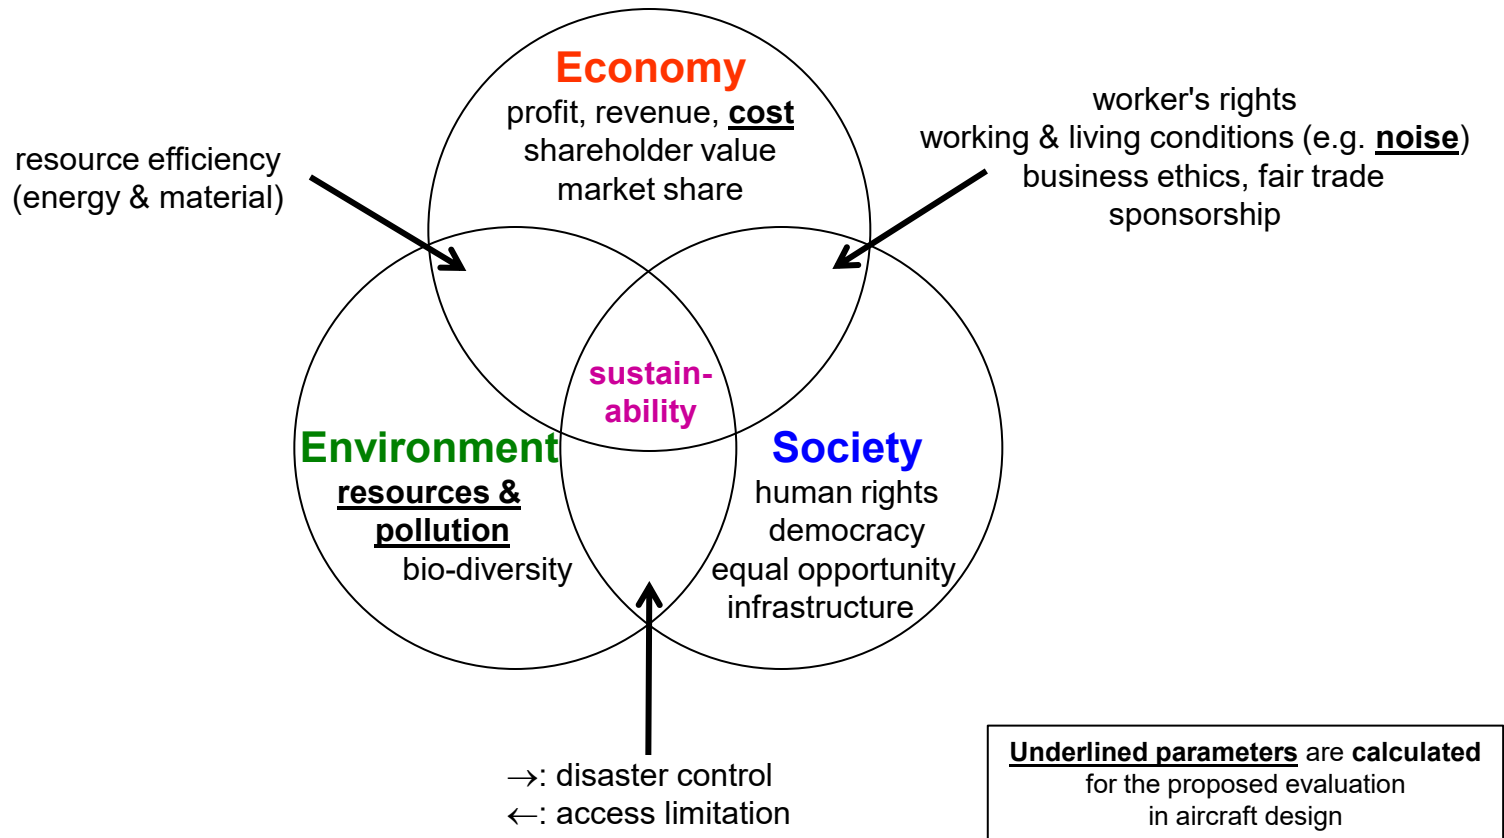 Economy
profit, revenue, cost
shareholder value
market share
resource efficiency
(energy & material)
worker's rights
working & living conditions (e.g. noise)
business ethics, fair trade
sponsorship
sustain-
ability
Environment
resources &
pollution
bio-diversity
Society
human rights
democracy
equal opportunity
infrastructure
→: disaster control
←: access limitation
Underlined parameters are calculated
for the proposed evaluation
in aircraft design